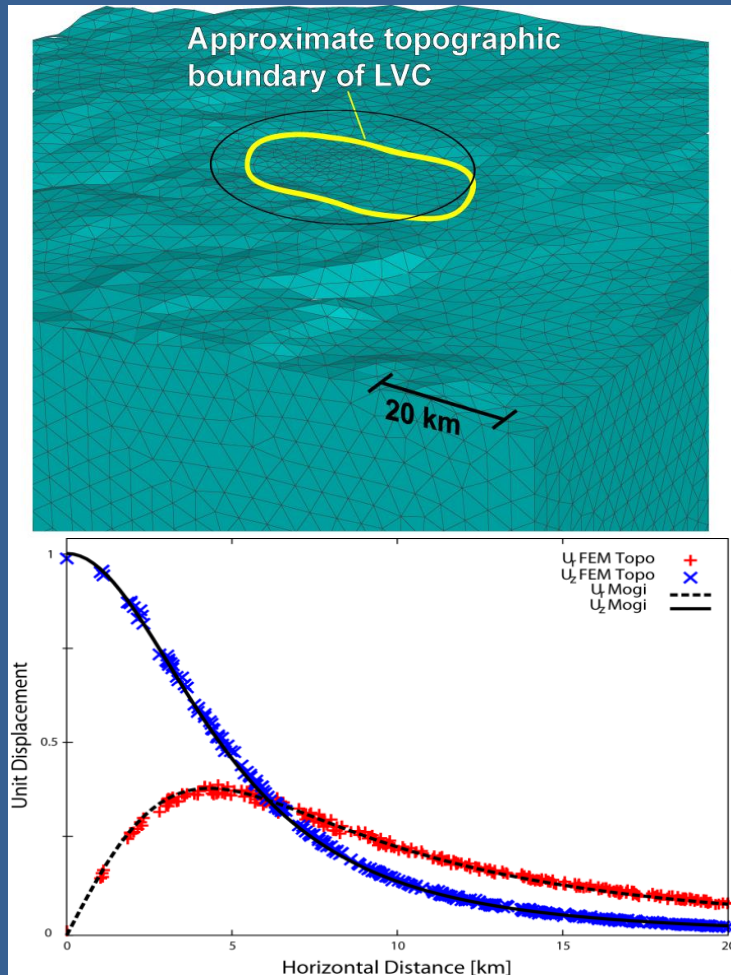 Approximate topographic
boundary of LVC
20 km
1
0.5
0
Unit Displacement
Ur FEM Topo
Uz FEM Topo
Ur Mogi
Uz Mogi
0
5
10
15
20
Horizontal Distance [km]